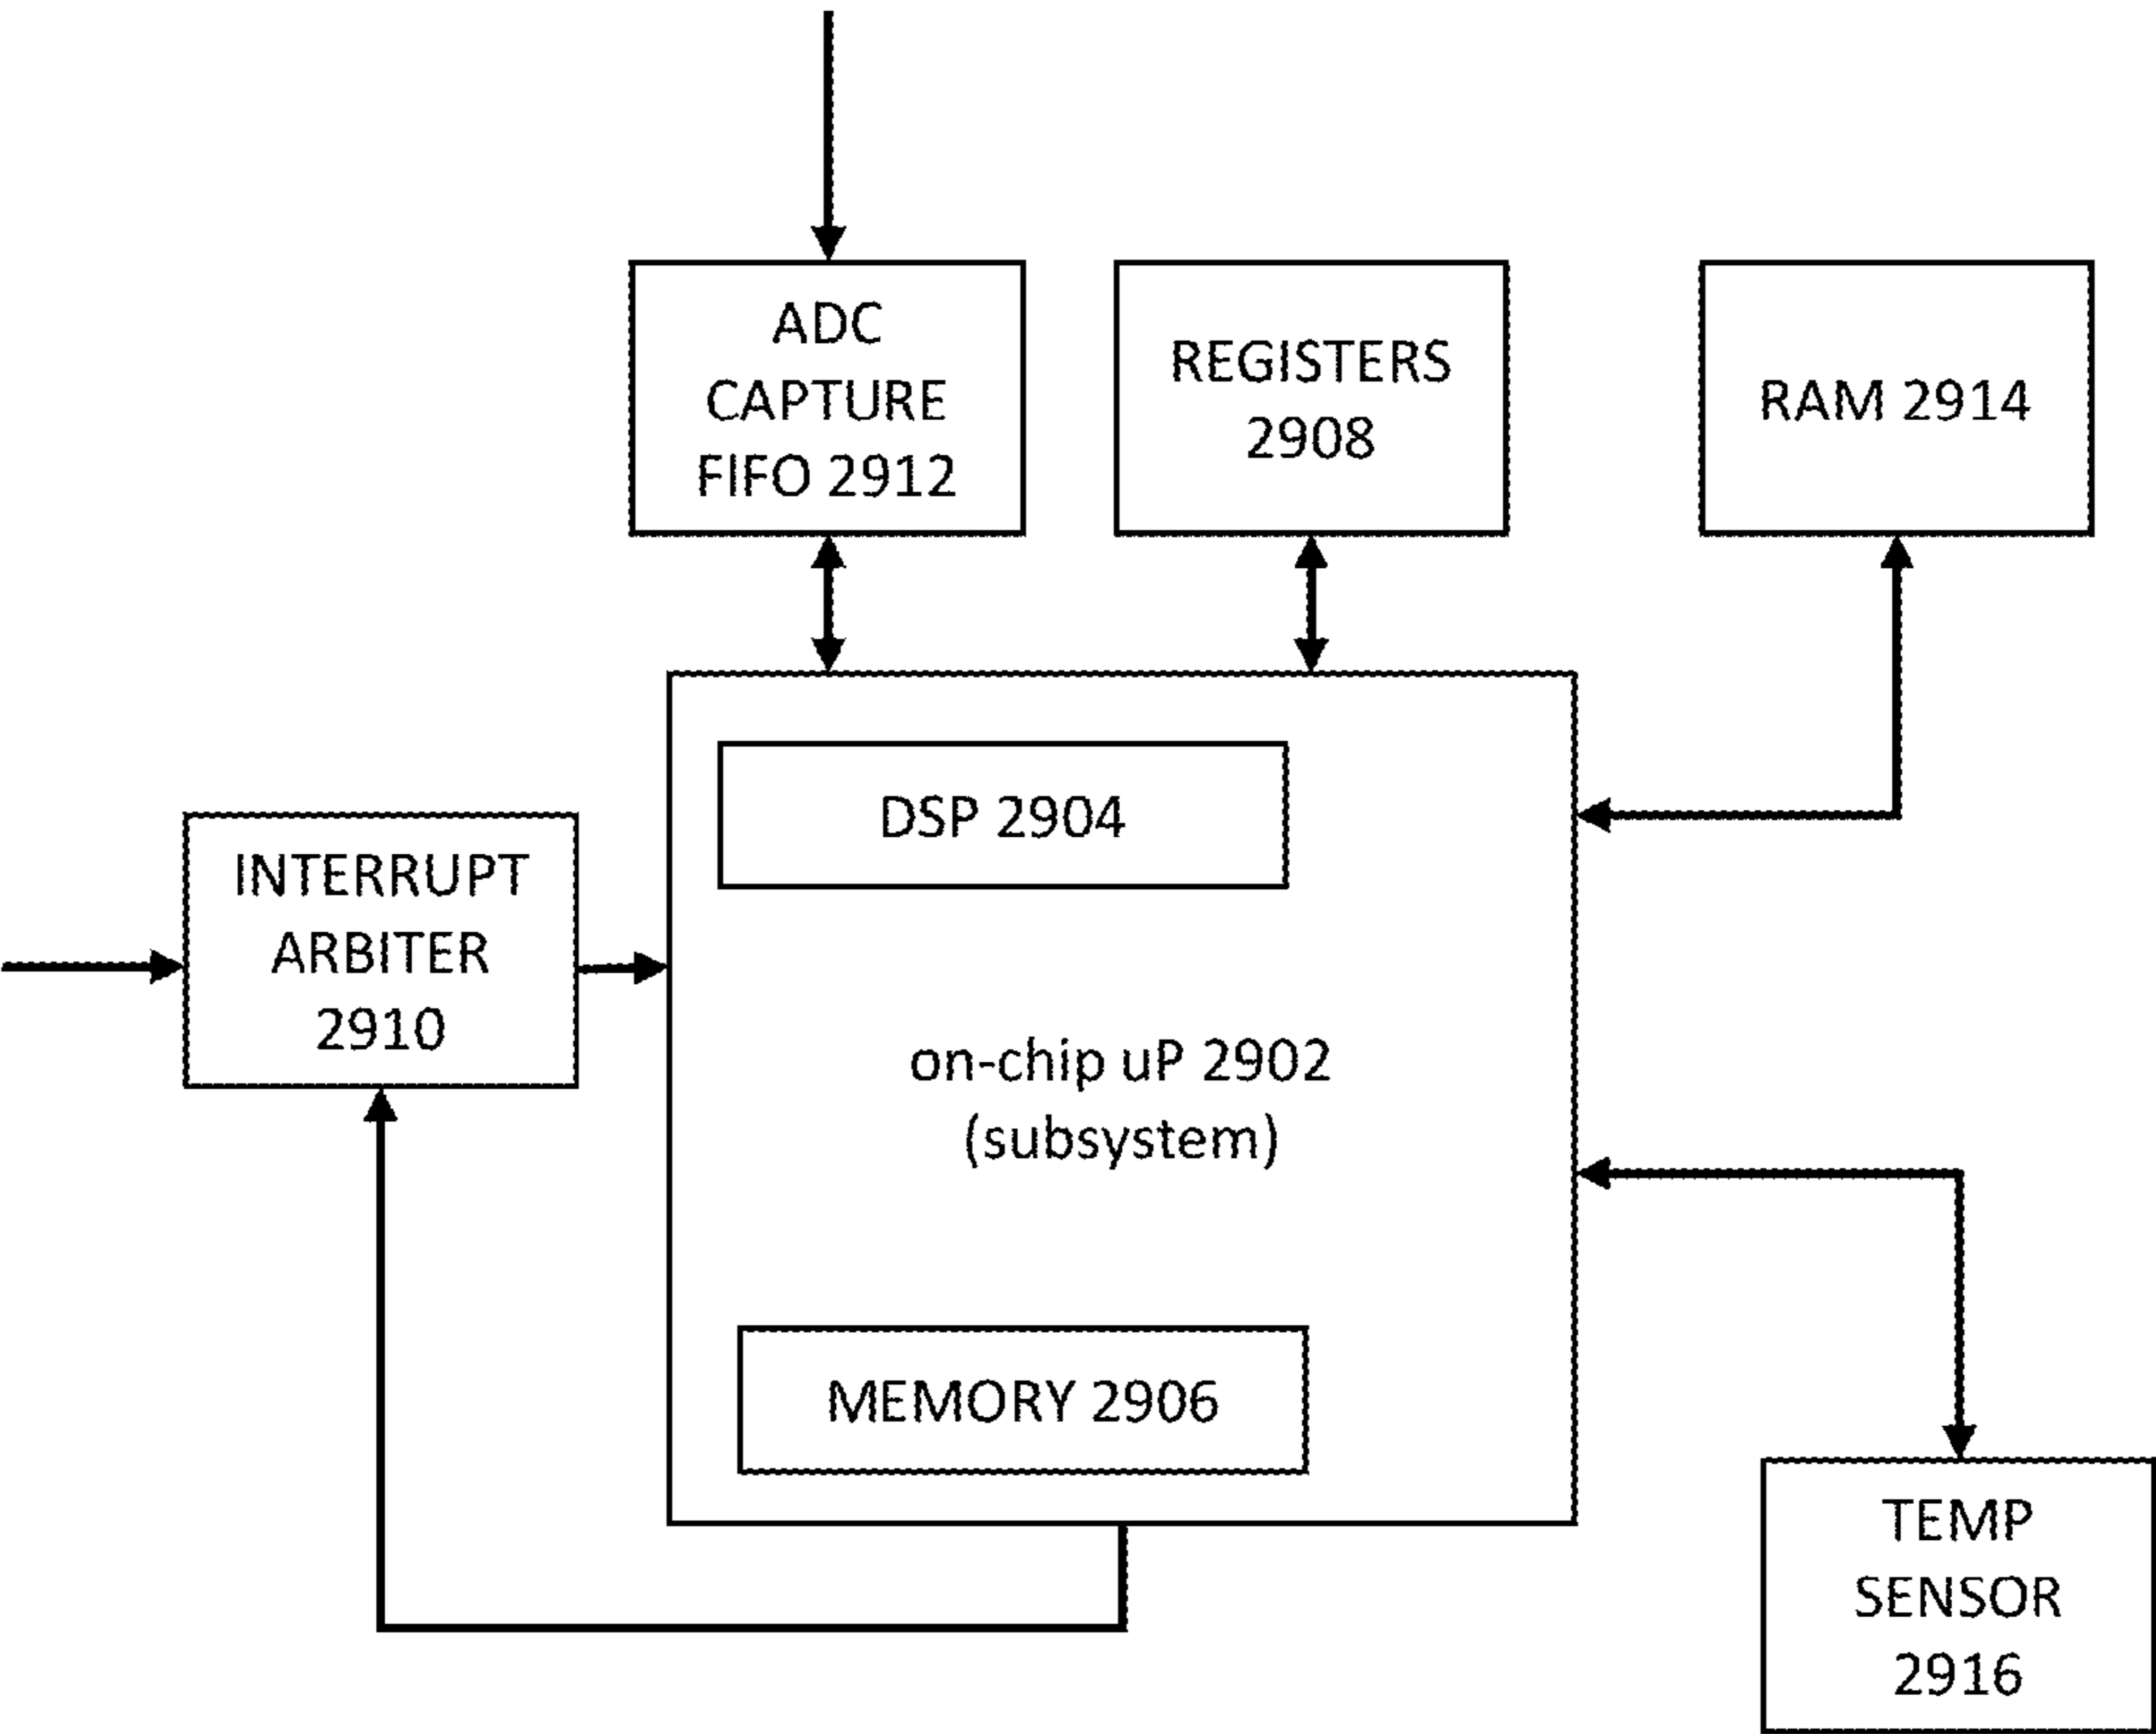 ADC
CAPTURE
FIFO 2912
REGISTERS
2908
RAM 2914
DSP 2904
INTERRUPT
ARBITER
2910
on-chip uP 2902
(subsystem)
MEMORY 2906
TEMP
SENSOR
2916